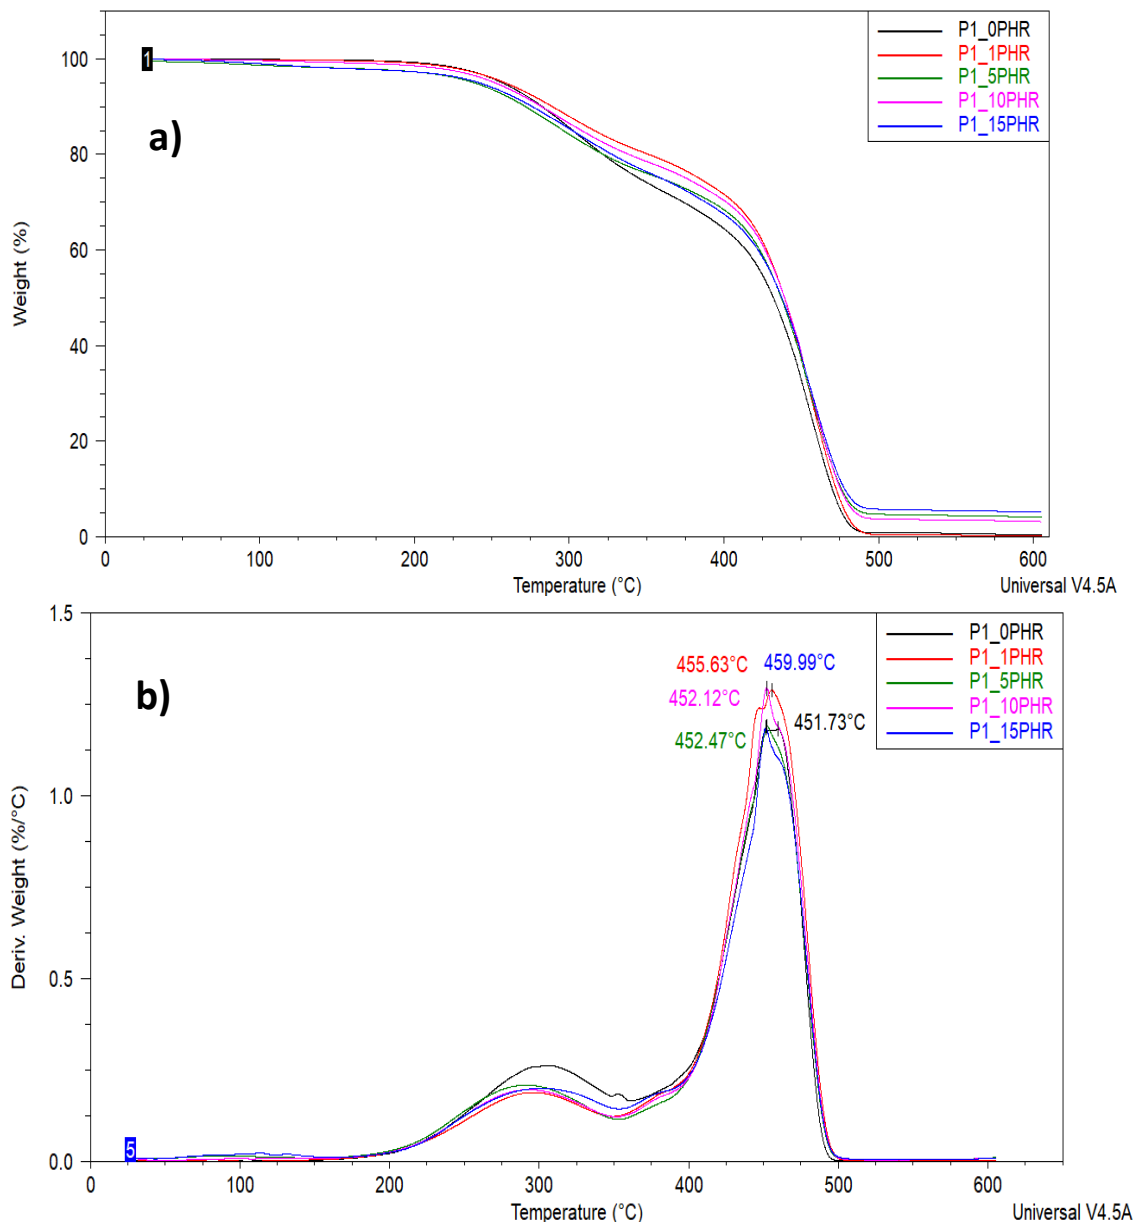 P1_0PHR
P1_1PHR
P1_5PHR
P1_10PHR
P1_15PHR
1
a)
100
80
60
40
20
0
Weight (%)
0 100 200 300 400 500 600
Temperature (°C) Universal V4.5A
P1_0PHR
P1_1PHR
P1_5PHR
P1_10PHR
P1_15PHR
b)
455.63°C 459.99°C
452.12°C
451.73°C
452.47°C
1.5
1.0
0.5
0.0
Deriv. Weight (%/°C)
5
0 100 200 300 400 500 600
Temperature (°C) Universal V4.5A